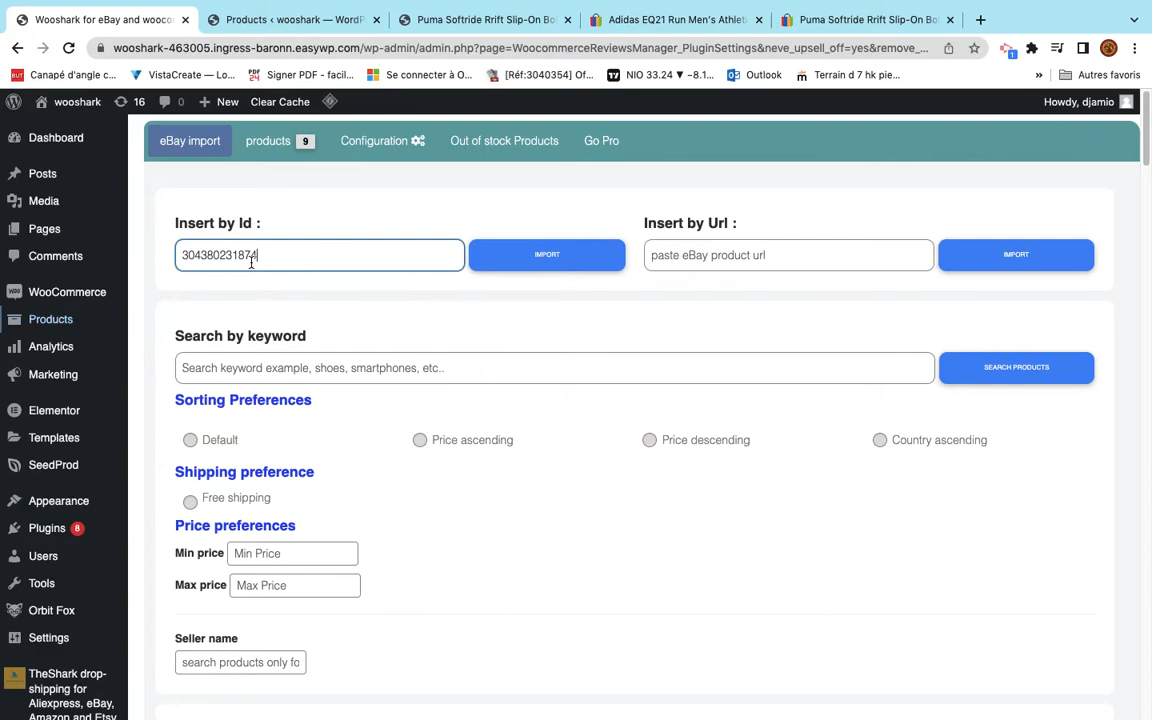 Wooshark for eBay and wooco
Products ‹ wooshark — WordP
Puma Softride Rrift Slip-On Bo
Adidas EQ21 Run Men's Athleti
Puma Softride Rrift Slip-On Bo
wooshark-463005.ingress-baronn.easywp.com/wp-admin/admin.php?page=WoocommerceReviewsManager_PluginSettings&neve_upsell_off=yes&remove_...
1
BUT Canapé d'angle c...
VistaCreate – Lo...
PDF 24 Signer PDF - facil...
Se connecter à O...
[Réf:3040354] Of...
TUT NIO 33.24 ▼ −8.1...
Outlook
Terrain d 7 hk pie...
»
Autres favoris
wooshark
16
0
New
Clear Cache
Howdy, djamio
Dashboard
Posts
Media
Pages
Comments
WooCommerce
Products
Analytics
Marketing
Elementor
Templates
SeedProd
Appearance
Plugins 8
Users
Tools
Orbit Fox
Settings
TheShark drop-
shipping for
Aliexpress, eBay,
Amazon and Etsy
eBay import
products 9
Configuration
Out of stock Products
Go Pro
Insert by Id :
Insert by Url :
304380231874
IMPORT
paste eBay product url
IMPORT
Search by keyword
Search keyword example, shoes, smartphones, etc..
SEARCH PRODUCTS
Sorting Preferences
Default
Price ascending
Price descending
Country ascending
Shipping preference
Free shipping
Price preferences
Min price Min Price
Max price Max Price
Seller name
search products only fo